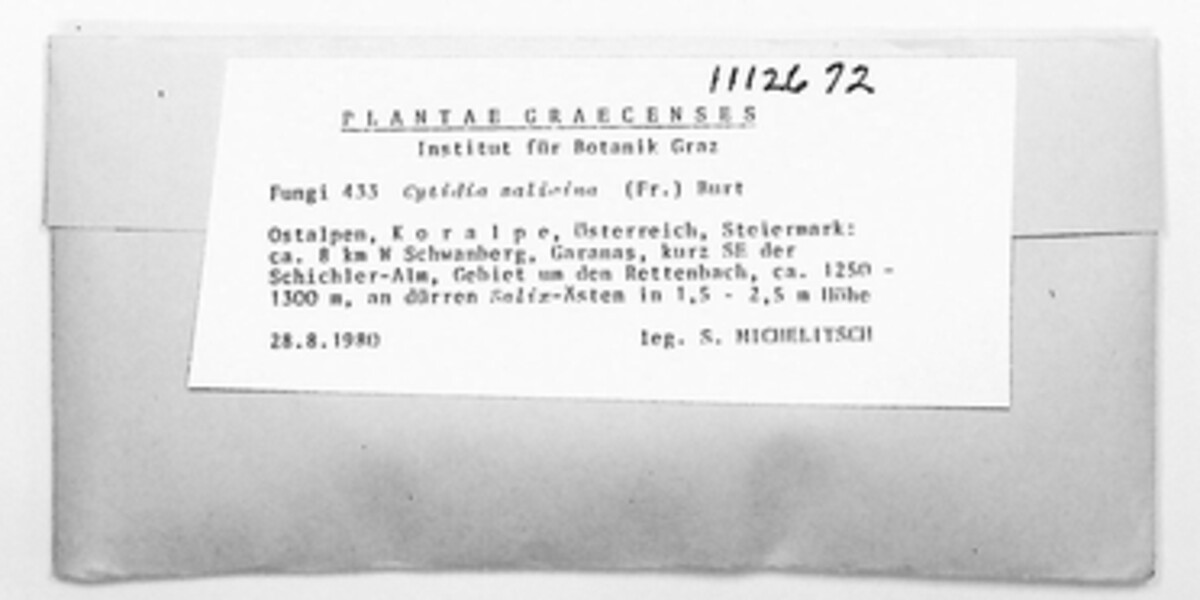 1112672
PLANTAE GRAECENSES
Institut für Botanik Graz
Fungi 433 Cytidia salicina (Fr.) Burt
Ostalpen, Koralpe, Österreich, Steiermark:
ca. 8 km W Schwanberg, Garanas, kurz SE der
Schichler-Alm, Gebiet um den Rettenbach, ca. 1250 -
1300 m, an dürren Salix-Ästen in 1,5 - 2,5 m Höhe
28.8.1980 leg. S. MICHELITSCH